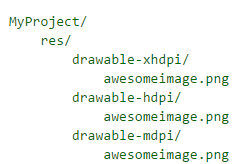 MyProject/
    res/
        drawable-xhdpi/
            awesomeimage.png
        drawable-hdpi/
            awesomeimage.png
        drawable-mdpi/
            awesomeimage.png